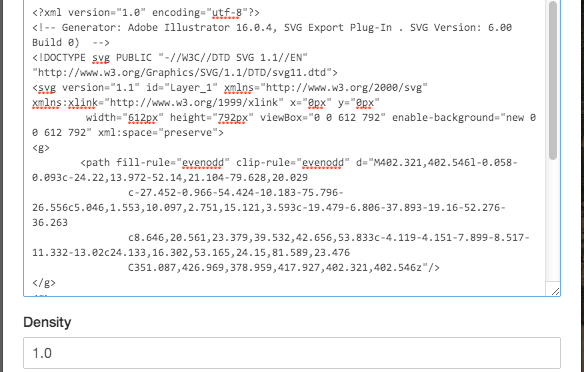 <?xml version="1.0" encoding="utf-8"?>
<!-- Generator: Adobe Illustrator 16.0.4, SVG Export Plug-In . SVG Version: 6.00
Build 0)  -->
<!DOCTYPE svg PUBLIC "-//W3C//DTD SVG 1.1//EN"
"http://www.w3.org/Graphics/SVG/1.1/DTD/svg11.dtd">
<svg version="1.1" id="Layer_1" xmlns="http://www.w3.org/2000/svg"
xmlns:xlink="http://www.w3.org/1999/xlink" x="0px" y="0px"
width="612px" height="792px" viewBox="0 0 612 792" enable-background="new 0
0 612 792" xml:space="preserve">
<g>
<path fill-rule="evenodd" clip-rule="evenodd" d="M402.321,402.546l-0.058-
0.093c-24.22,13.972-52.14,21.104-79.628,20.029
c-27.452-0.966-54.424-10.183-75.796-
26.556c5.046,1.553,10.097,2.751,15.121,3.593c-19.479-6.806-37.893-19.16-52.276-
36.263
c8.646,20.561,23.379,39.532,42.656,53.833c-4.119-4.151-7.899-8.517-
11.332-13.02c24.133,16.302,53.165,24.15,81.589,23.476
C351.087,426.969,378.959,417.927,402.321,402.546z"/>
</g>
Density
1.0